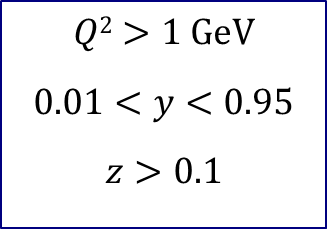 Q² > 1 GeV
0.01 < y < 0.95
z > 0.1